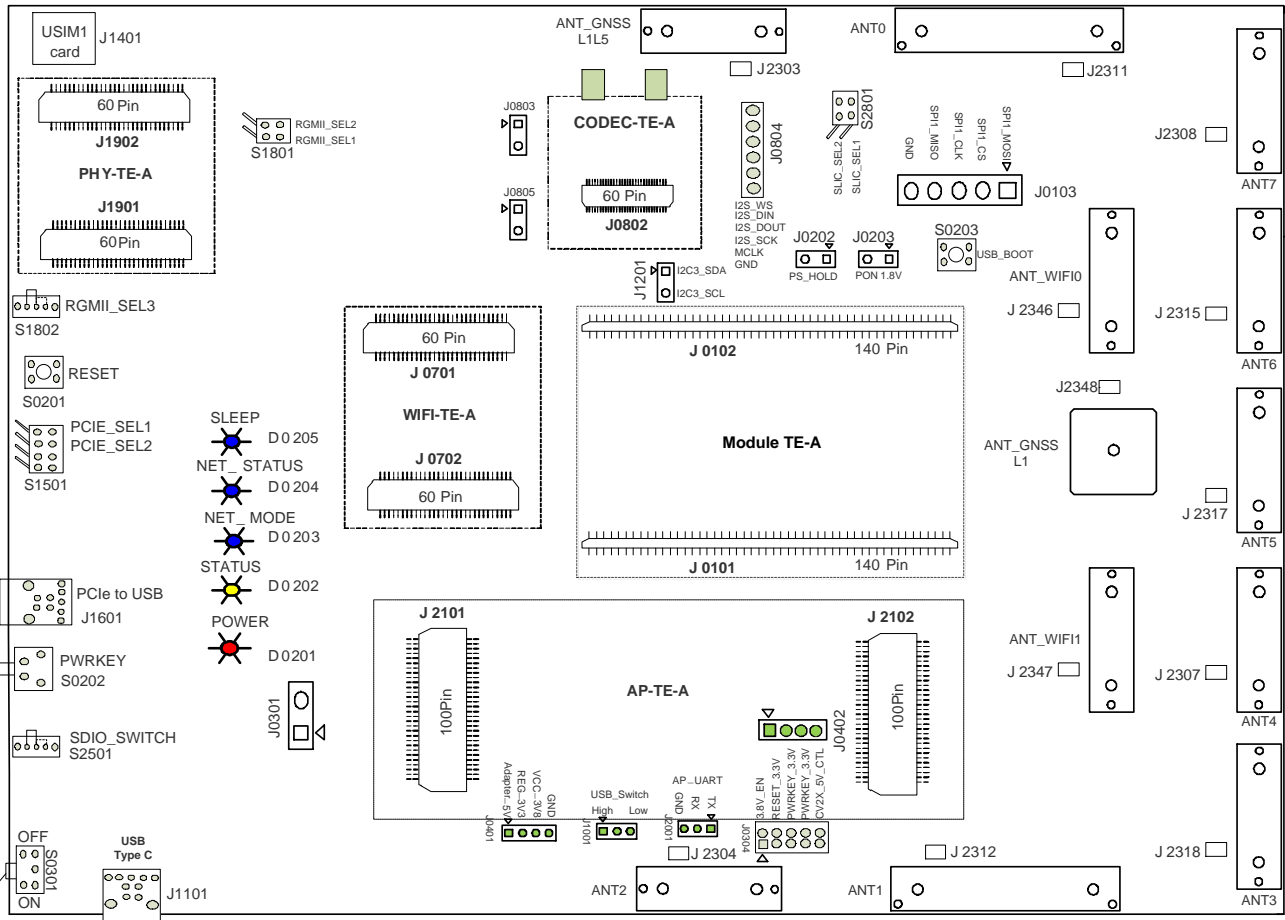 USIM1
card
J1401
ANT_GNSS
L1L5
J2303
ANT0
J2311
J2308
ANT7
60 Pin
J1902
PHY-TE-A
J1901
60Pin
RGMII_SEL2
RGMII_SEL1
S1801
J0803
J0805
CODEC-TE-A
60 Pin
J0802
J0804
I2S_WS
I2S_DIN
I2S_DOUT
I2S_SCK
MCLK
GND
S2801
SLIC_SEL2
SLIC_SEL1
GND
SPI1_MISO
SPI1_CLK
SPI1_CS
SPI1_MOSI
J0103
J0202
PS_HOLD
J0203
PON 1.8V
S0203
USB_BOOT
J1201
I2C3_SDA
I2C3_SCL
ANT_WIFI0
J 2346
J 2315
ANT6
RGMII_SEL3
S1802
RESET
S0201
PCIE_SEL1
PCIE_SEL2
S1501
SLEEP
D0205
NET_ STATUS
D0204
NET_ MODE
D0203
STATUS
D0202
POWER
D0201
60 Pin
J 0701
WIFI-TE-A
J 0702
60 Pin
J 0102
140 Pin
Module TE-A
J 0101
140 Pin
J2348
ANT_GNSS
L1
J 2317
ANT5
PCIe to USB
J1601
PWRKEY
S0202
SDIO_SWITCH
S2501
J0301
J 2101
100Pin
AP-TE-A
J 2102
100Pin
J0402
ANT_WIFI1
J 2347
J 2307
ANT4
Adapter_5V
REG_3V3
VCC_3V8
GND
J0401
USB_Switch
High
Low
J1001
AP_UART
GND
RX
TX
J2001
3.8V_EN
RESET_3.3V
PWRKEY_3.3V
PWRKEY_3.3V
CV2X_5V_CTL
J0304
OFF
S0301
ON
USB
Type C
J1101
J 2304
ANT2
J 2312
ANT1
J 2318
ANT3